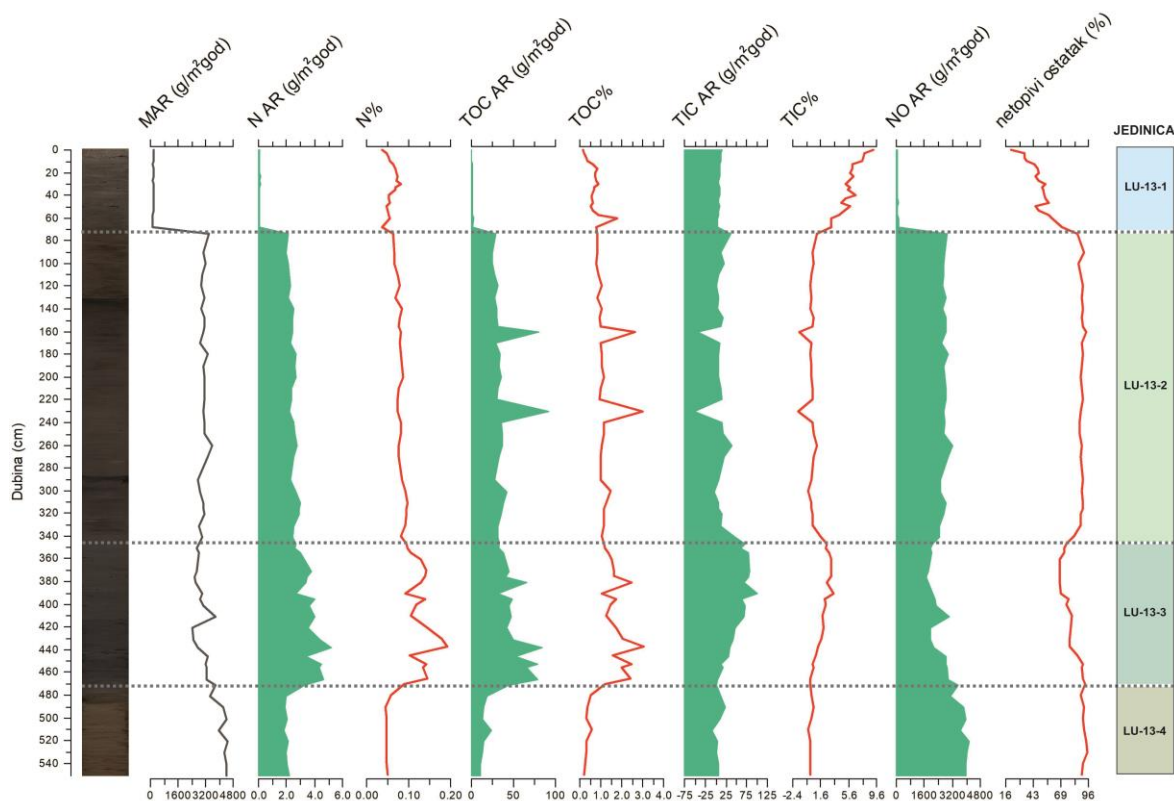 MAR (g/m²god)
N AR (g/m²god)
N%
TOC AR (g/m²god)
TOC%
TIC AR (g/m²god)
TIC%
NO AR (g/m²god)
netopivi ostatak (%)
JEDINICA
Dubina (cm)
0
20
40
60
80
100
120
140
160
180
200
220
240
260
280
300
320
340
360
380
400
420
440
460
480
500
520
540
LU-13-1
LU-13-2
LU-13-3
LU-13-4
0 1600 3200 4800
0 2.0 4.0 6.0
0 0.10 0.20
0 50 100
0.0 1.0 2.0 3.0 4.0
-75 -25 25 75 125
-2.4 1.6 5.6 9.6
0 1600 3200 4800
16 43 69 96